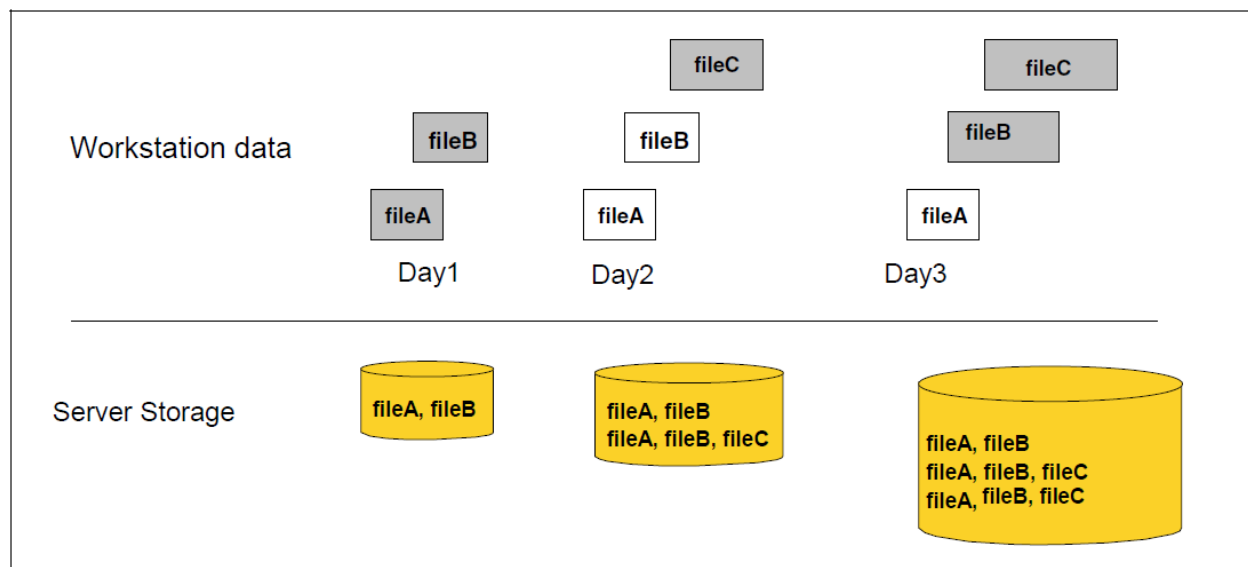 fileC
fileC
fileB
fileB
fileB
Workstation data
fileA
fileA
fileA
Day1
Day2
Day3
Server Storage
fileA, fileB
fileA, fileB
fileA, fileB, fileC
fileA, fileB
fileA, fileB, fileC
fileA, fileB, fileC